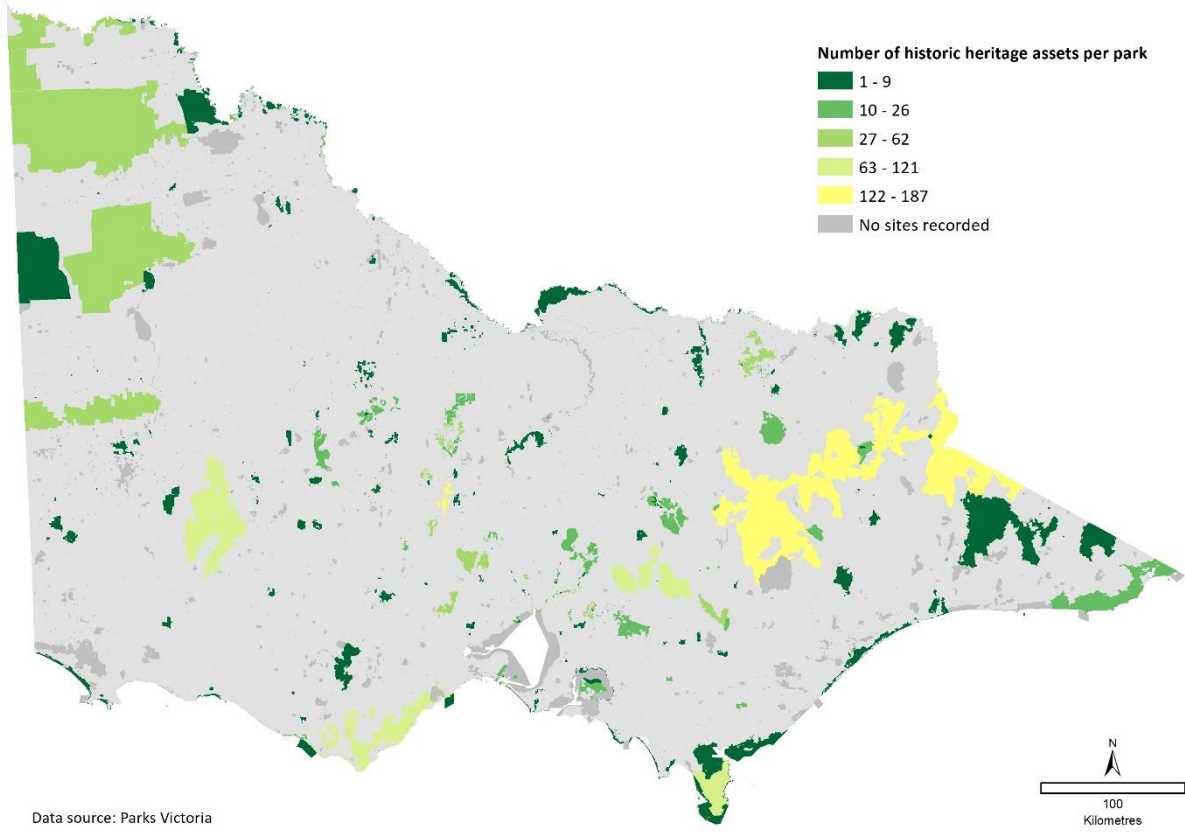 Number of historic heritage assets per park
1 - 9
10 - 26
27 - 62
63 - 121
122 - 187
No sites recorded
N
100
Kilometres
Data source: Parks Victoria